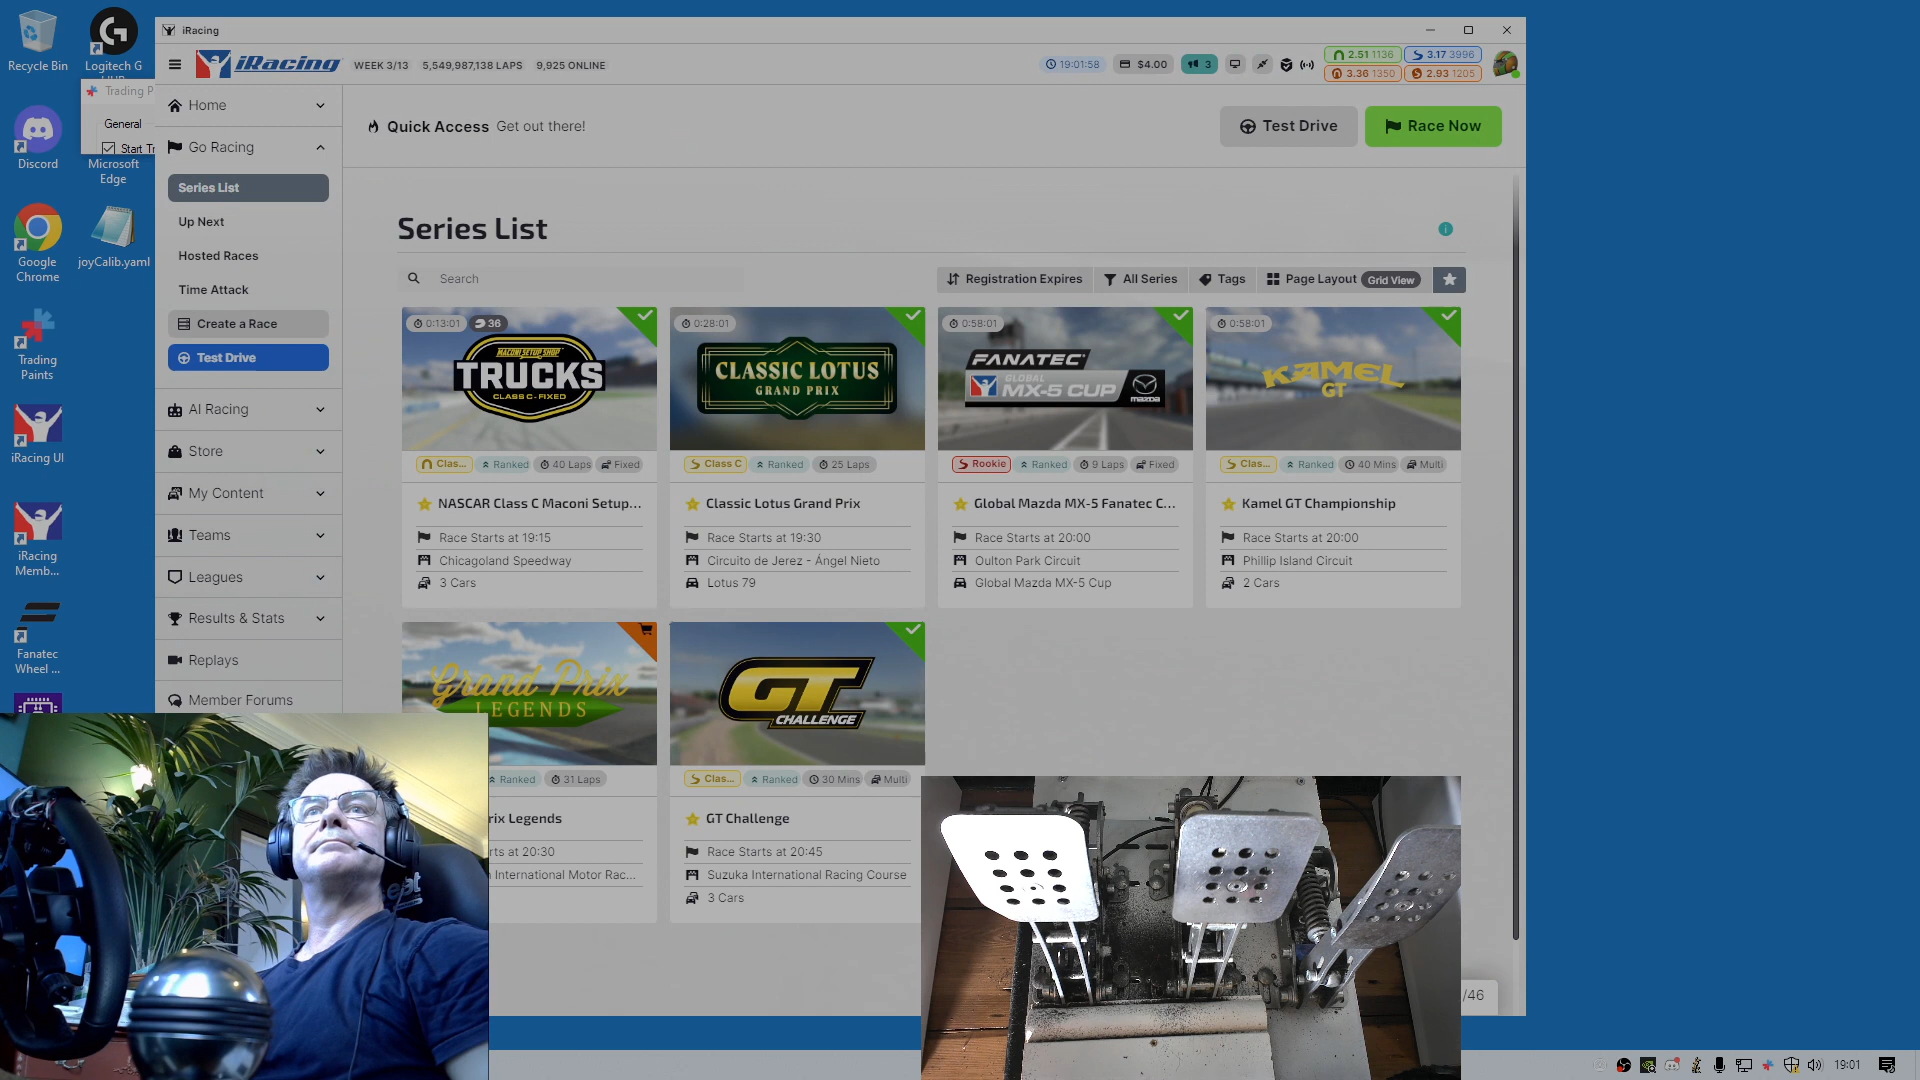 Recycle Bin
Logitech G
Trading P
General
Start Tr
Discord
Microsoft
Edge
Google
Chrome
joyCalib.yaml
Trading
Paints
iRacing UI
iRacing
Memb...
Fanatec
Wheel ...
iRacing
iRacing
WEEK 3/13
5,549,987,138 LAPS
9,925 ONLINE
19:01:58
$4.00
3
2.51 1136
3.17 3996
3.36 1350
2.93 1205
Home
Go Racing
Series List
Up Next
Hosted Races
Time Attack
Create a Race
Test Drive
AI Racing
Store
My Content
Teams
Leagues
Results & Stats
Replays
Member Forums
Quick Access Get out there!
Test Drive
Race Now
Series List
Search
Registration Expires
All Series
Tags
Page Layout Grid View
0:13:01
36
MACONI SETUP SHOP
TRUCKS
CLASS C - FIXED
Clas...
Ranked
40 Laps
Fixed
NASCAR Class C Maconi Setup...
Race Starts at 19:15
Chicagoland Speedway
3 Cars
0:28:01
CLASSIC LOTUS
GRAND PRIX
Class C
Ranked
25 Laps
Classic Lotus Grand Prix
Race Starts at 19:30
Circuito de Jerez - Ángel Nieto
Lotus 79
0:58:01
FANATEC
GLOBAL
MX-5 CUP
mazda
Rookie
Ranked
9 Laps
Fixed
Global Mazda MX-5 Fanatec C...
Race Starts at 20:00
Oulton Park Circuit
Global Mazda MX-5 Cup
0:58:01
KAMEL
GT
Clas...
Ranked
40 Mins
Multi
Kamel GT Championship
Race Starts at 20:00
Phillip Island Circuit
2 Cars
Grand Prix
LEGENDS
Ranked
31 Laps
rix Legends
s at 20:30
International Motor Rac...
GT
CHALLENGE
Clas...
Ranked
30 Mins
Multi
GT Challenge
Race Starts at 20:45
Suzuka International Racing Course
3 Cars
/46
19:01